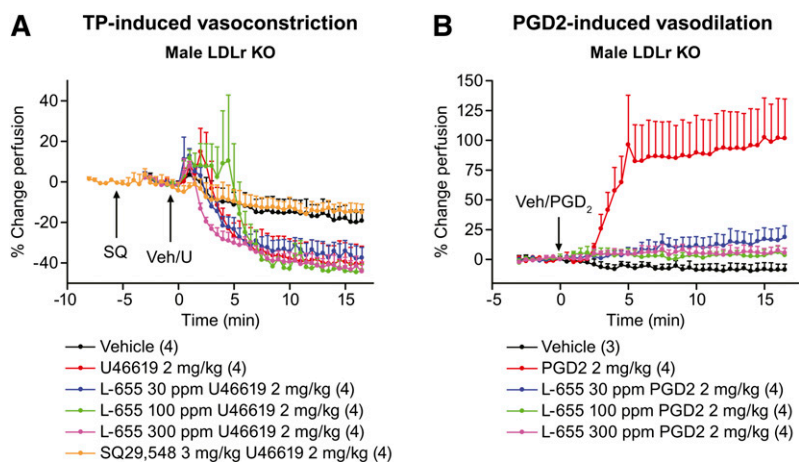 A TP-induced vasoconstriction
Male LDLr KO
% Change perfusion
40
20
0
-20
-40
SQ
Veh/U
-10 -5 0 5 10 15
Time (min)
Vehicle (4)
U46619 2 mg/kg (4)
L-655 30 ppm U46619 2 mg/kg (4)
L-655 100 ppm U46619 2 mg/kg (4)
L-655 300 ppm U46619 2 mg/kg (4)
SQ29,548 3 mg/kg U46619 2 mg/kg (4)
B PGD2-induced vasodilation
Male LDLr KO
% Change perfusion
150
125
100
75
50
25
0
-25
Veh/PGD₂
-5 0 5 10 15
Time (min)
Vehicle (3)
PGD2 2 mg/kg (4)
L-655 30 ppm PGD2 2 mg/kg (4)
L-655 100 ppm PGD2 2 mg/kg (4)
L-655 300 ppm PGD2 2 mg/kg (4)